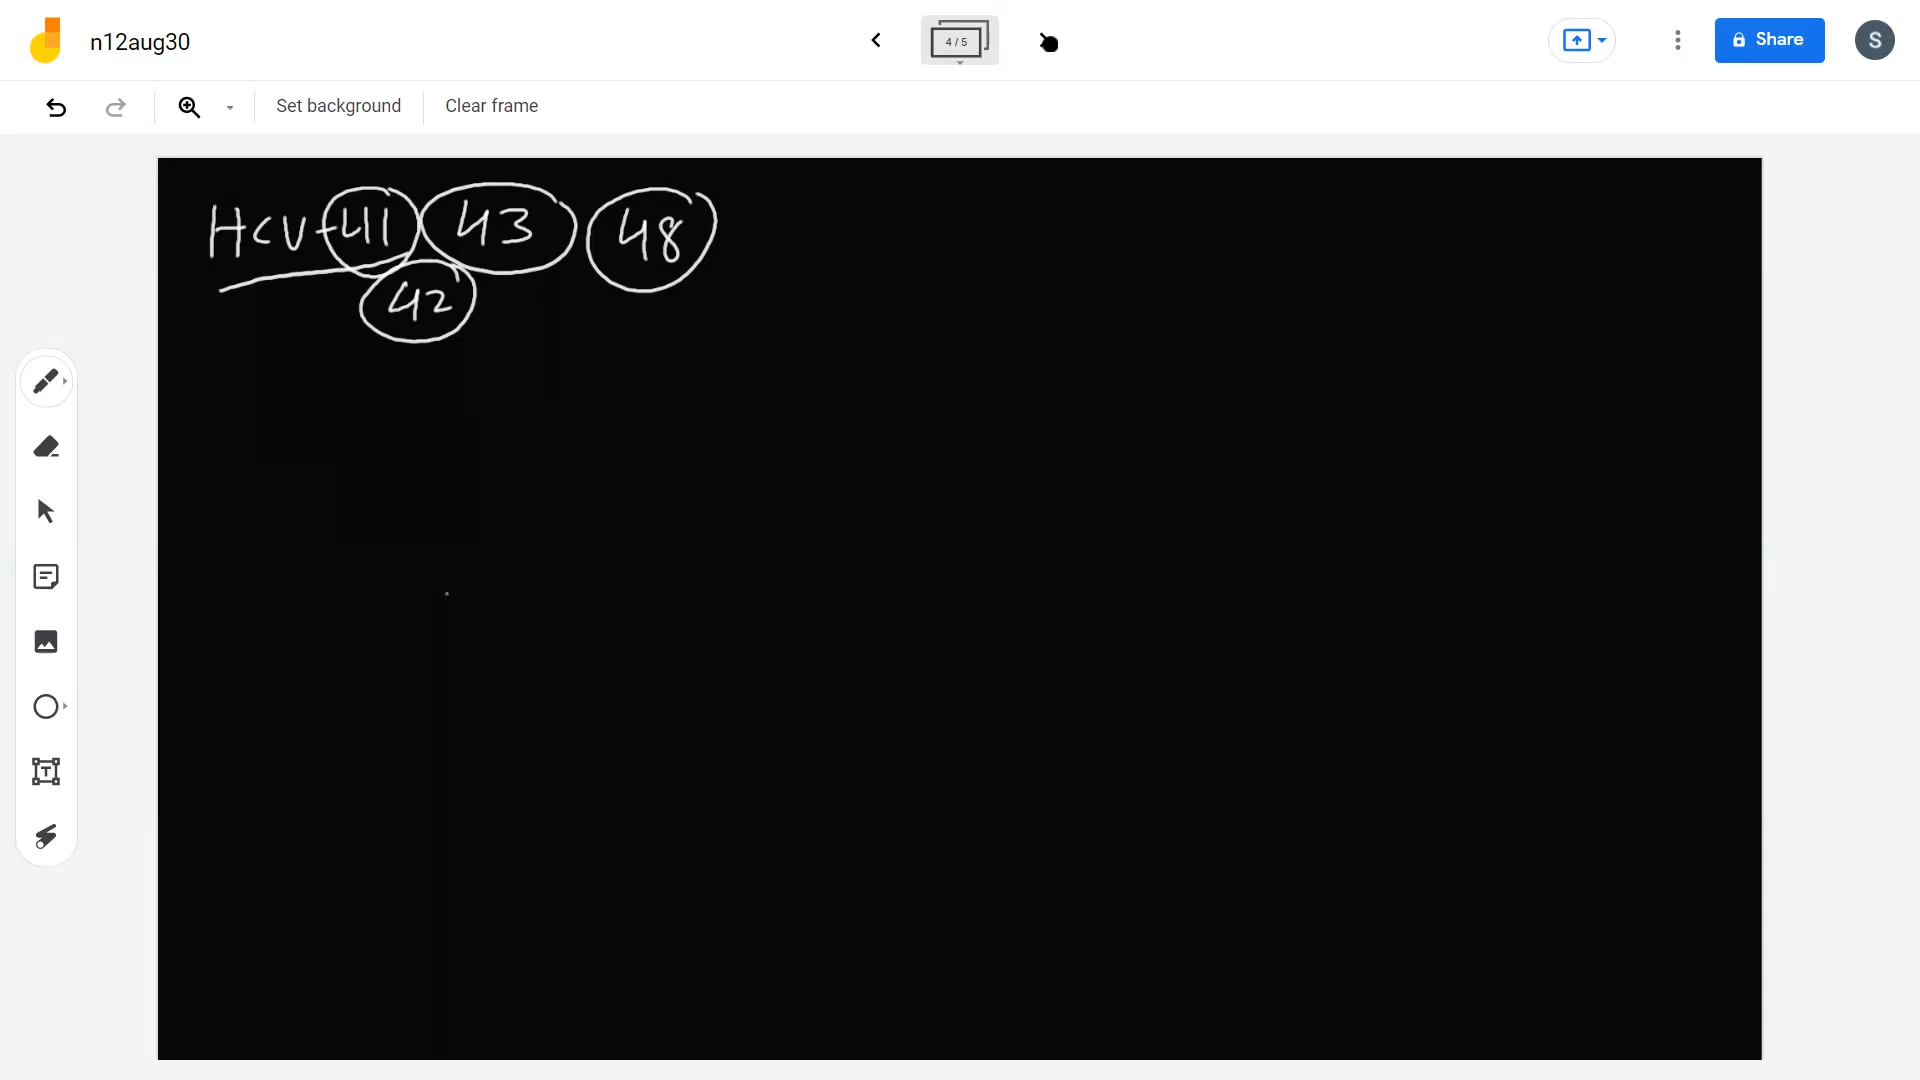 n12aug30
4 / 5
Share
S
Set background
Clear frame
HCV-41 43 48
42